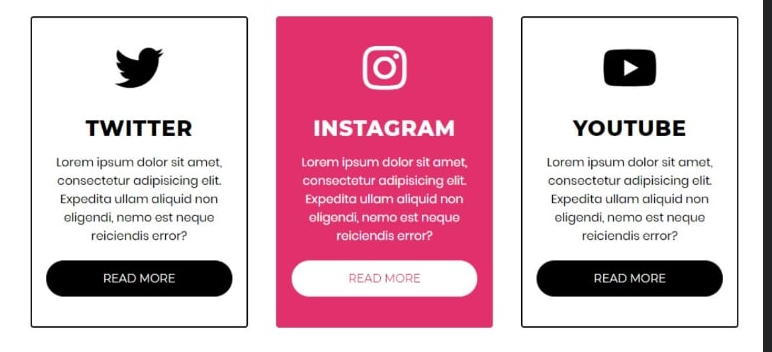 TWITTER
Lorem ipsum dolor sit amet,
consectetur adipisicing elit.
Expedita ullam aliquid non
eligendi, nemo est neque
reiciendis error?
READ MORE
INSTAGRAM
Lorem ipsum dolor sit amet,
consectetur adipisicing elit.
Expedita ullam aliquid non
eligendi, nemo est neque
reiciendis error?
READ MORE
YOUTUBE
Lorem ipsum dolor sit amet,
consectetur adipisicing elit.
Expedita ullam aliquid non
eligendi, nemo est neque
reiciendis error?
READ MORE